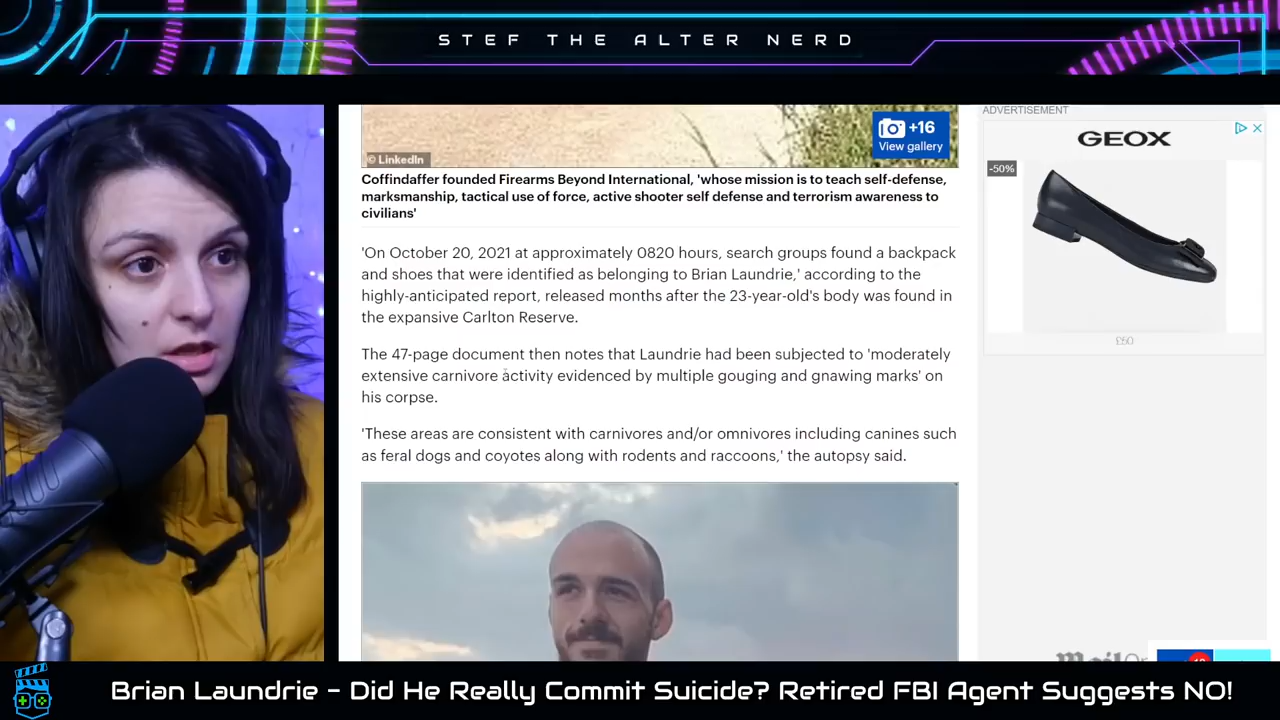 STEF THE ALTER NERD
ADVERTISEMENT
+16
View gallery
© LinkedIn
GEOX
-50%
Coffindaffer founded Firearms Beyond International, 'whose mission is to teach self-defense,
marksmanship, tactical use of force, active shooter self defense and terrorism awareness to
civilians'
'On October 20, 2021 at approximately 0820 hours, search groups found a backpack
and shoes that were identified as belonging to Brian Laundrie,' according to the
highly-anticipated report, released months after the 23-year-old's body was found in
the expansive Carlton Reserve.
£50
The 47-page document then notes that Laundrie had been subjected to 'moderately
extensive carnivore activity evidenced by multiple gouging and gnawing marks' on
his corpse.
'These areas are consistent with carnivores and/or omnivores including canines such
as feral dogs and coyotes along with rodents and raccoons,' the autopsy said.
Brian Laundrie - Did He Really Commit Suicide? Retired FBI Agent Suggests NO!